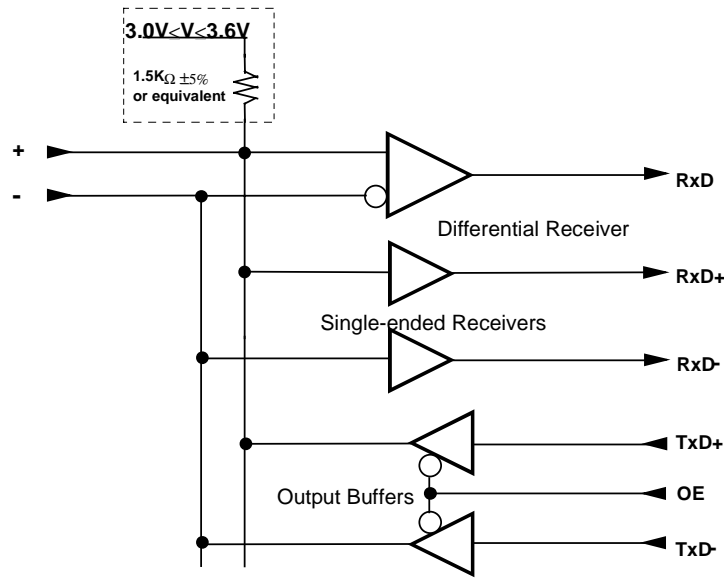 3.0V≤V≤3.6V
1.5KΩ ±5%
or equivalent
+
-
RxD
Differential Receiver
RxD+
Single-ended Receivers
RxD-
TxD+
Output Buffers
OE
TxD-